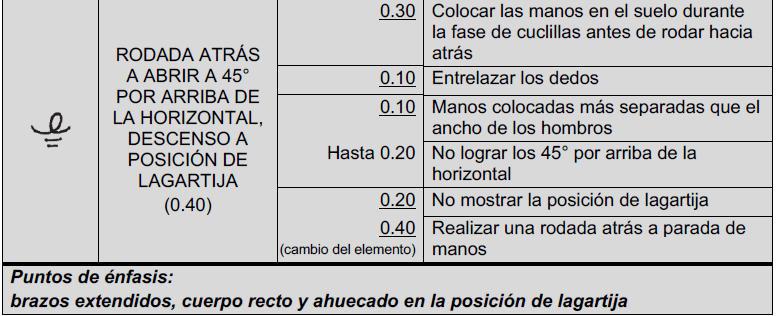 0.30 Colocar las manos en el suelo durante
la fase de cuclillas antes de rodar hacia
atrás
RODADA ATRÁS
A ABRIR A 45°
POR ARRIBA DE
LA HORIZONTAL,
DESCENSO A
POSICIÓN DE
LAGARTIJA
(0.40)
0.10 Entrelazar los dedos
0.10 Manos colocadas más separadas que el
ancho de los hombros
Hasta 0.20 No lograr los 45° por arriba de la
horizontal
0.20 No mostrar la posición de lagartija
0.40 Realizar una rodada atrás a parada de
(cambio del elemento) manos
Puntos de énfasis:
brazos extendidos, cuerpo recto y ahuecado en la posición de lagartija